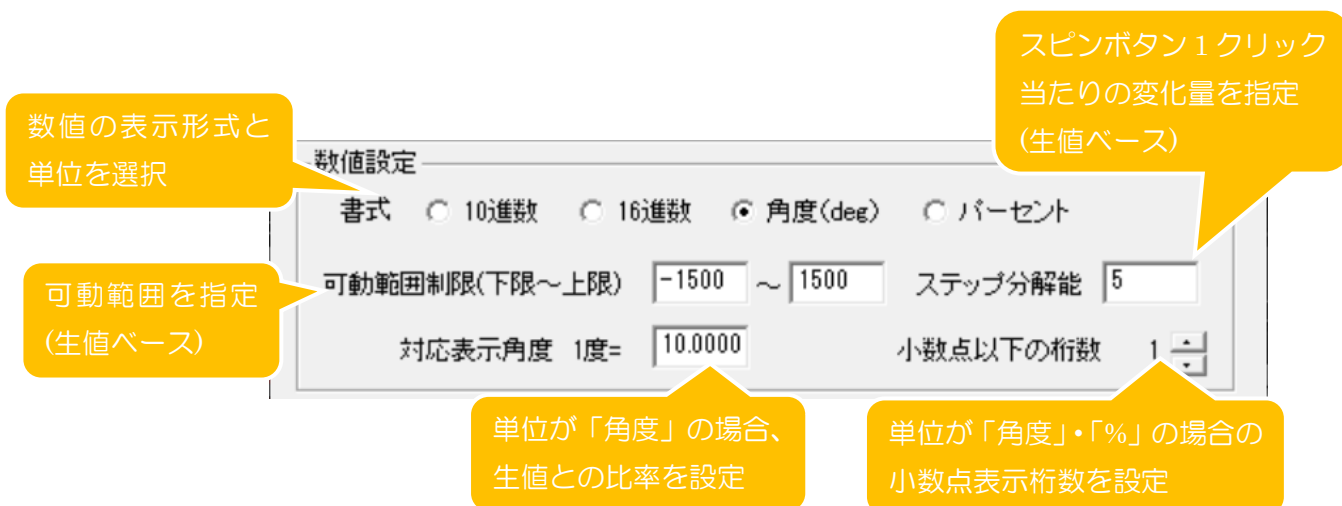 スピンボタン1クリック
当たりの変化量を指定
(生値ベース)
数値の表示形式と
単位を選択
数値設定
書式 10進数 16進数 角度(deg) パーセント
可動範囲を指定
(生値ベース)
可動範囲制限(下限～上限) -1500 ～ 1500 ステップ分解能 5
対応表示角度 1度= 10.0000 小数点以下の桁数 1
単位が「角度」の場合、
生値との比率を設定
単位が「角度」・「%」の場合の
小数点表示桁数を設定